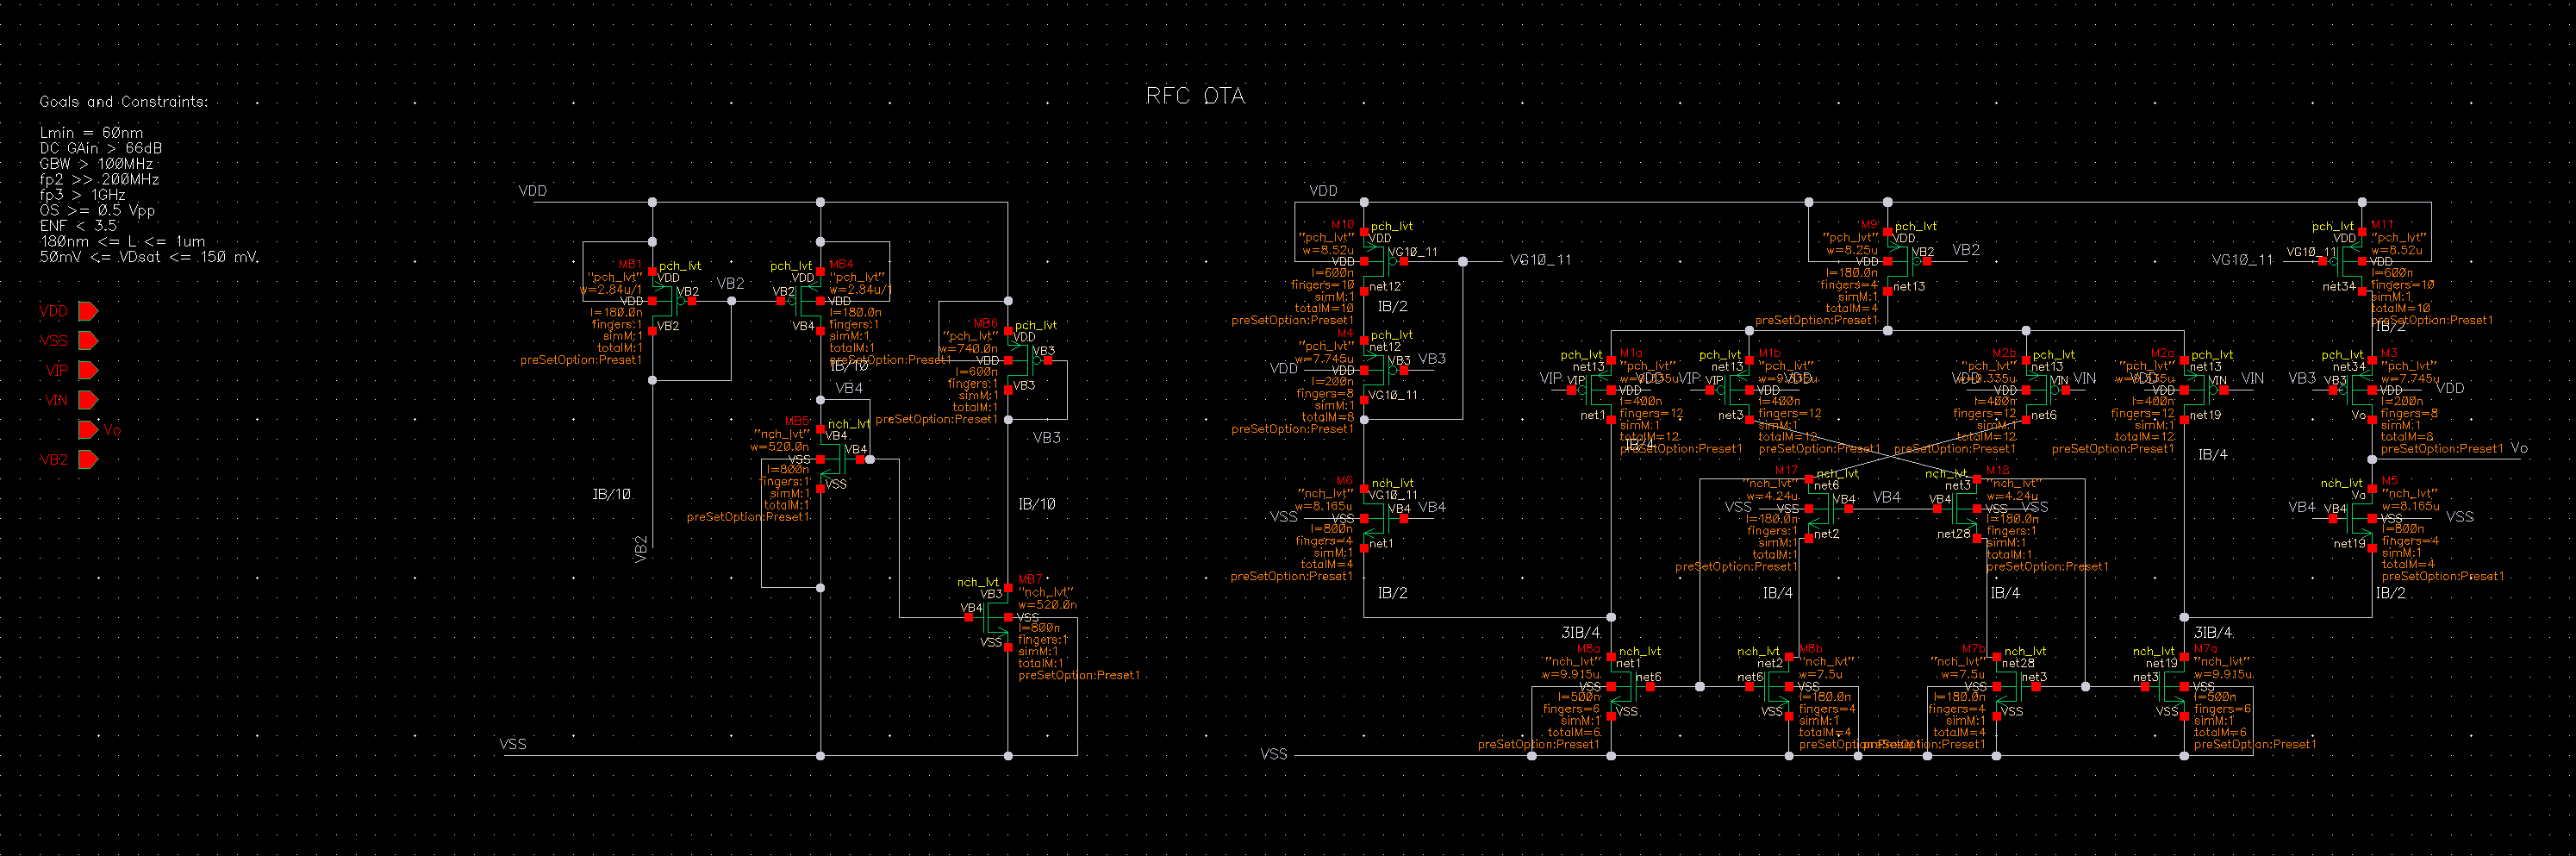 RFC OTA
Goals and Constraints:
Lmin = 60nm
DC GAin > 66dB
GBW > 100MHz
fp2 >> 200MHz
fp3 > 1GHz
OS >= 0.5 Vpp
ENF < 3.5
180nm <= L <= 1um
50mV <= VDsat <= 150 mV
VDD
VSS
VIP
VIN
Vo
VB2
VDD
MB1
pch_lvt
"pch_lvt"
VDD
w=2.84u/1
VDD
VB2
l=180.0n
fingers:1
simM:1
totalM:1
preSetOption:Preset1
VB2
VB2
IB/10
VB2
MB4
pch_lvt
"pch_lvt"
VDD
w=2.84u/1
VB2
VDD
l=180.0n
VB4
fingers:1
simM:1
totalM:1
preSetOption:Preset1
IB/10
VB4
MB5
nch_lvt
"nch_lvt"
VB4
w=520.0n
VSS
VB4
l=800n
VSS
fingers:1
simM:1
totalM:1
preSetOption:Preset1
MB6
pch_lvt
"pch_lvt"
VDD
w=740.0n
VDD
VB3
l=600n
VB3
fingers:1
simM:1
totalM:1
preSetOption:Preset1
VB3
IB/10
MB7
nch_lvt
"nch_lvt"
VB3
w=520.0n
VB4
VSS
l=800n
VSS
fingers:1
simM:1
totalM:1
preSetOption:Preset1
VSS
VDD
M10
pch_lvt
"pch_lvt"
VDD
w=8.52u
VG10_11
VDD
VG10_11
l=600n
fingers=10
net12
simM:1
totalM=10
preSetOption:Preset1
IB/2
M4
pch_lvt
"pch_lvt"
net12
w=7.745u
VB3
VB3
VDD
VDD
l=200n
fingers=8
VG10_11
simM:1
totalM=8
preSetOption:Preset1
M6
nch_lvt
"nch_lvt"
VG10_11
w=8.165u
VB4
VB4
VSS
VSS
l=800n
fingers=4
net1
simM:1
totalM=4
preSetOption:Preset1
IB/2
M9
pch_lvt
"pch_lvt"
VDD
w=8.25u
VB2
VB2
VDD
l=180.0n
fingers=4
net13
simM:1
totalM=4
preSetOption:Preset1
M11
pch_lvt
"pch_lvt"
VDD
w=8.52u
VG10_11
VG10_11
VDD
l=600n
net34
fingers=10
simM:1
totalM=10
preSetOption:Preset1
IB/2
M1a
pch_lvt
"pch_lvt"
net13
VIP
VIP
VDD
l=400n
net1
fingers=12
simM:1
totalM=12
preSetOption:Preset1
IB/4
M1b
pch_lvt
"pch_lvt"
net13
VIP
VIP
VDD
l=400n
net3
fingers=12
simM:1
totalM=12
preSetOption:Preset1
M2b
pch_lvt
"pch_lvt"
net13
VIN
VIN
VDD
l=400n
net6
fingers=12
simM:1
totalM=12
preSetOption:Preset1
M2a
pch_lvt
"pch_lvt"
net13
VIN
VIN
VDD
l=400n
net19
fingers=12
simM:1
totalM=12
preSetOption:Preset1
IB/4
M3
pch_lvt
"pch_lvt"
net34
w=7.745u
VB3
VB3
VDD
VDD
l=200n
Vo
fingers=8
simM:1
totalM=8
preSetOption:Preset1
Vo
M17
nch_lvt
"nch_lvt"
net6
w=4.24u
VB4
VB4
VSS
VSS
l=180.0n
fingers:1
net2
simM:1
totalM:1
preSetOption:Preset1
IB/4
M18
nch_lvt
"nch_lvt"
net3
w=4.24u
VB4
VSS
VSS
l=180.0n
net28
fingers:1
simM:1
totalM:1
preSetOption:Preset1
IB/4
M5
nch_lvt
"nch_lvt"
Vo
w=8.165u
VB4
VB4
VSS
VSS
l=800n
net19
fingers=4
simM:1
totalM=4
preSetOption:Preset1
IB/2
3IB/4
M8a
nch_lvt
"nch_lvt"
net1
w=9.915u
net6
VSS
l=500n
fingers=6
VSS
simM:1
totalM=6
preSetOption:Preset1
M8b
nch_lvt
"nch_lvt"
net2
w=7.5u
net6
VSS
l=180.0n
VSS
fingers=4
simM:1
totalM=4
preSetOption:Preset1
M7b
nch_lvt
"nch_lvt"
net28
w=7.5u
net3
VSS
l=180.0n
VSS
fingers=4
simM:1
totalM=4
preSetOption:Preset1
3IB/4
M7a
nch_lvt
"nch_lvt"
net19
w=9.915u
net3
VSS
l=500n
VSS
fingers=6
simM:1
totalM=6
preSetOption:Preset1
VSS